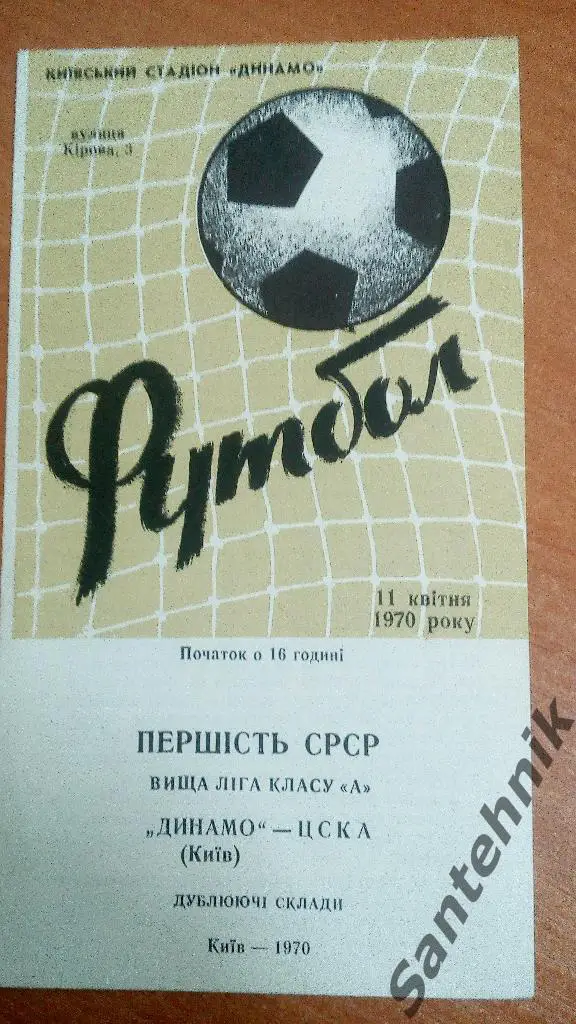 КИЇВСЬКИЙ СТАДІОН «ДИНАМО»
вулиця
Кірова, 3
Футбол
11 квітня
1970 року
Початок о 16 годині
ПЕРШІСТЬ СРСР
ВИЩА ЛІГА КЛАСУ «А»
„ДИНАМО“ — ЦСКА
(Київ)
ДУБЛЮЮЧІ СКЛАДИ
Київ — 1970
Santehnik